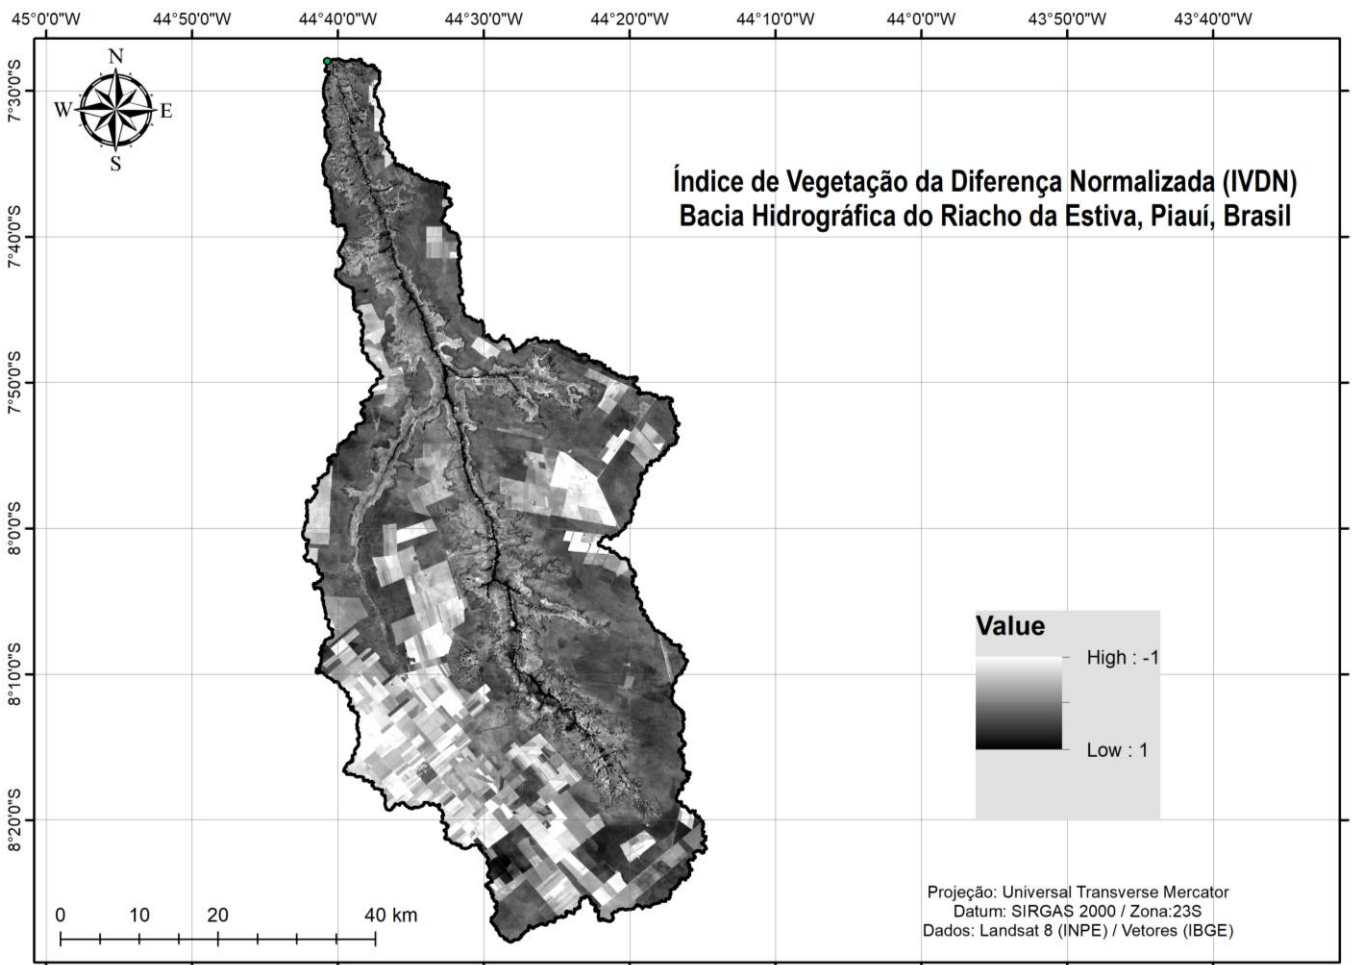 45°0'0"W 44°50'0"W 44°40'0"W 44°30'0"W 44°20'0"W 44°10'0"W 44°0'0"W 43°50'0"W 43°40'0"W
N
W E
S
7°30'0"S
7°40'0"S
7°50'0"S
8°0'0"S
8°10'0"S
8°20'0"S
Índice de Vegetação da Diferença Normalizada (IVDN)
Bacia Hidrográfica do Riacho da Estiva, Piauí, Brasil
Value
High : -1
Low : 1
0 10 20 40 km
Projeção: Universal Transverse Mercator
Datum: SIRGAS 2000 / Zona:23S
Dados: Landsat 8 (INPE) / Vetores (IBGE)